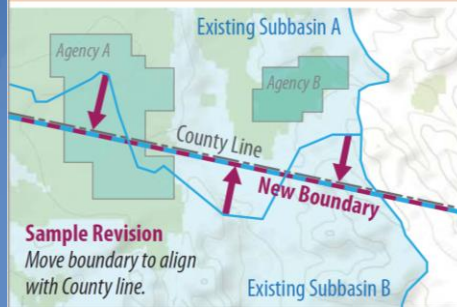 Existing Subbasin A
Agency A
Agency B
County Line
New Boundary
Sample Revision
Move boundary to align
with County line.
Existing Subbasin B